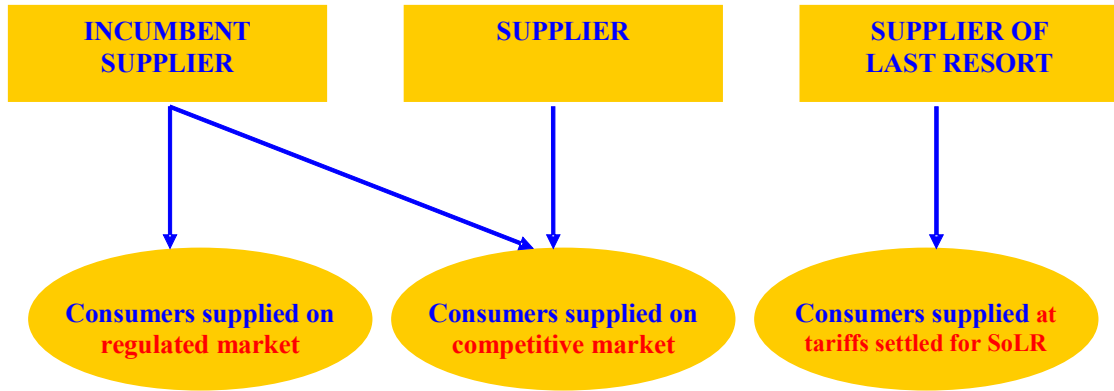 INCUMBENT
SUPPLIER
SUPPLIER
SUPPLIER OF
LAST RESORT
Consumers supplied on
regulated market
Consumers supplied on
competitive market
Consumers supplied at
tariffs settled for SoLR